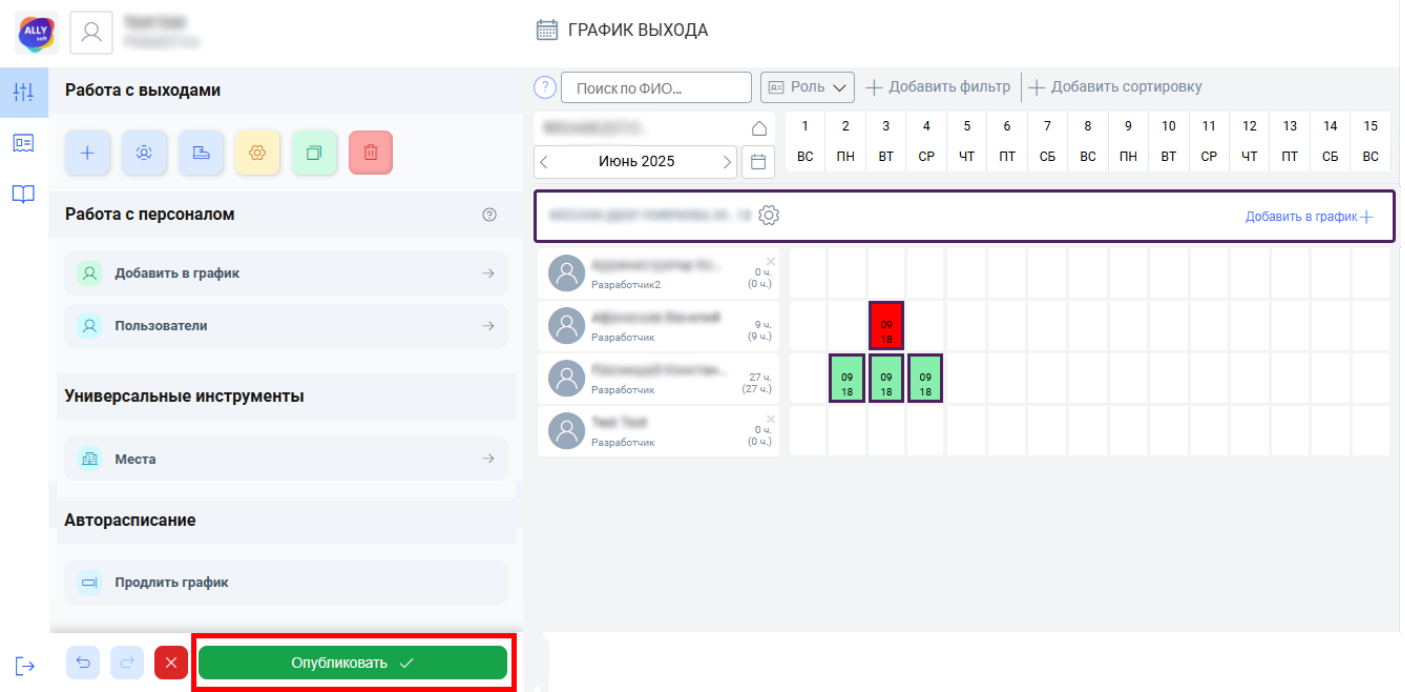 ALLY
soft
ГРАФИК ВЫХОДА
Работа с выходами
Работа с персоналом
?
Добавить в график
Пользователи
Универсальные инструменты
Места
Авторасписание
Продлить график
Опубликовать
? Поиск по ФИО... Роль Добавить фильтр Добавить сортировку
Июнь 2025
1 2 3 4 5 6 7 8 9 10 11 12 13 14 15
ВС ПН ВТ СР ЧТ ПТ СБ ВС ПН ВТ СР ЧТ ПТ СБ ВС
Добавить в график
0 ч.
Разработчик2 (0 ч.)
9 ч. 09
Разработчик (9 ч.) 18
27 ч. 09 09 09
Разработчик (27 ч.) 18 18 18
Test Test 0 ч.
Разработчик (0 ч.)